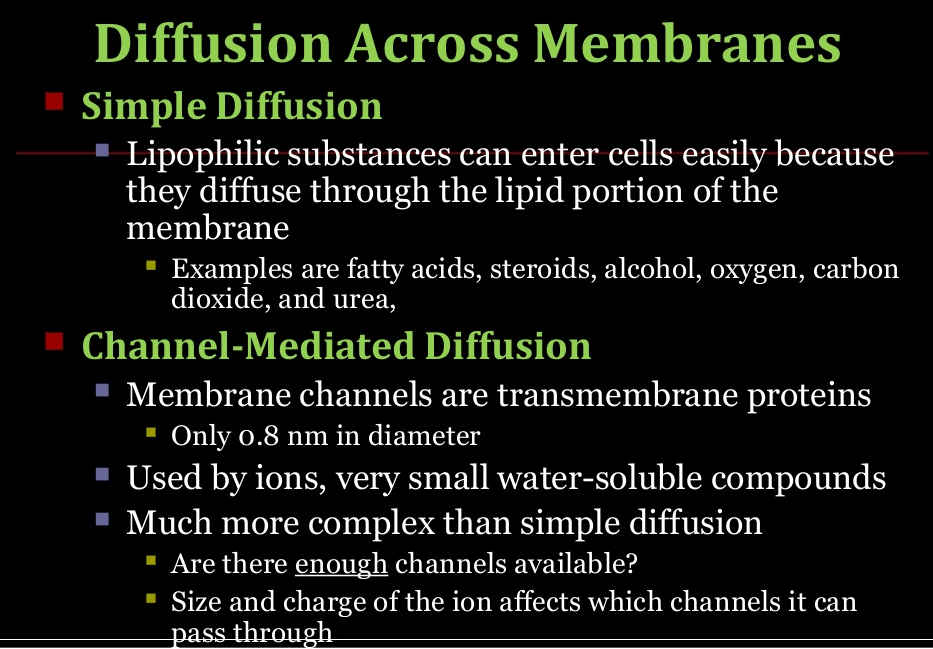 Diffusion Across Membranes
Simple Diffusion
Lipophilic substances can enter cells easily because
they diffuse through the lipid portion of the
membrane
Examples are fatty acids, steroids, alcohol, oxygen, carbon
dioxide, and urea,
Channel-Mediated Diffusion
Membrane channels are transmembrane proteins
Only 0.8 nm in diameter
Used by ions, very small water-soluble compounds
Much more complex than simple diffusion
Are there enough channels available?
Size and charge of the ion affects which channels it can
pass through